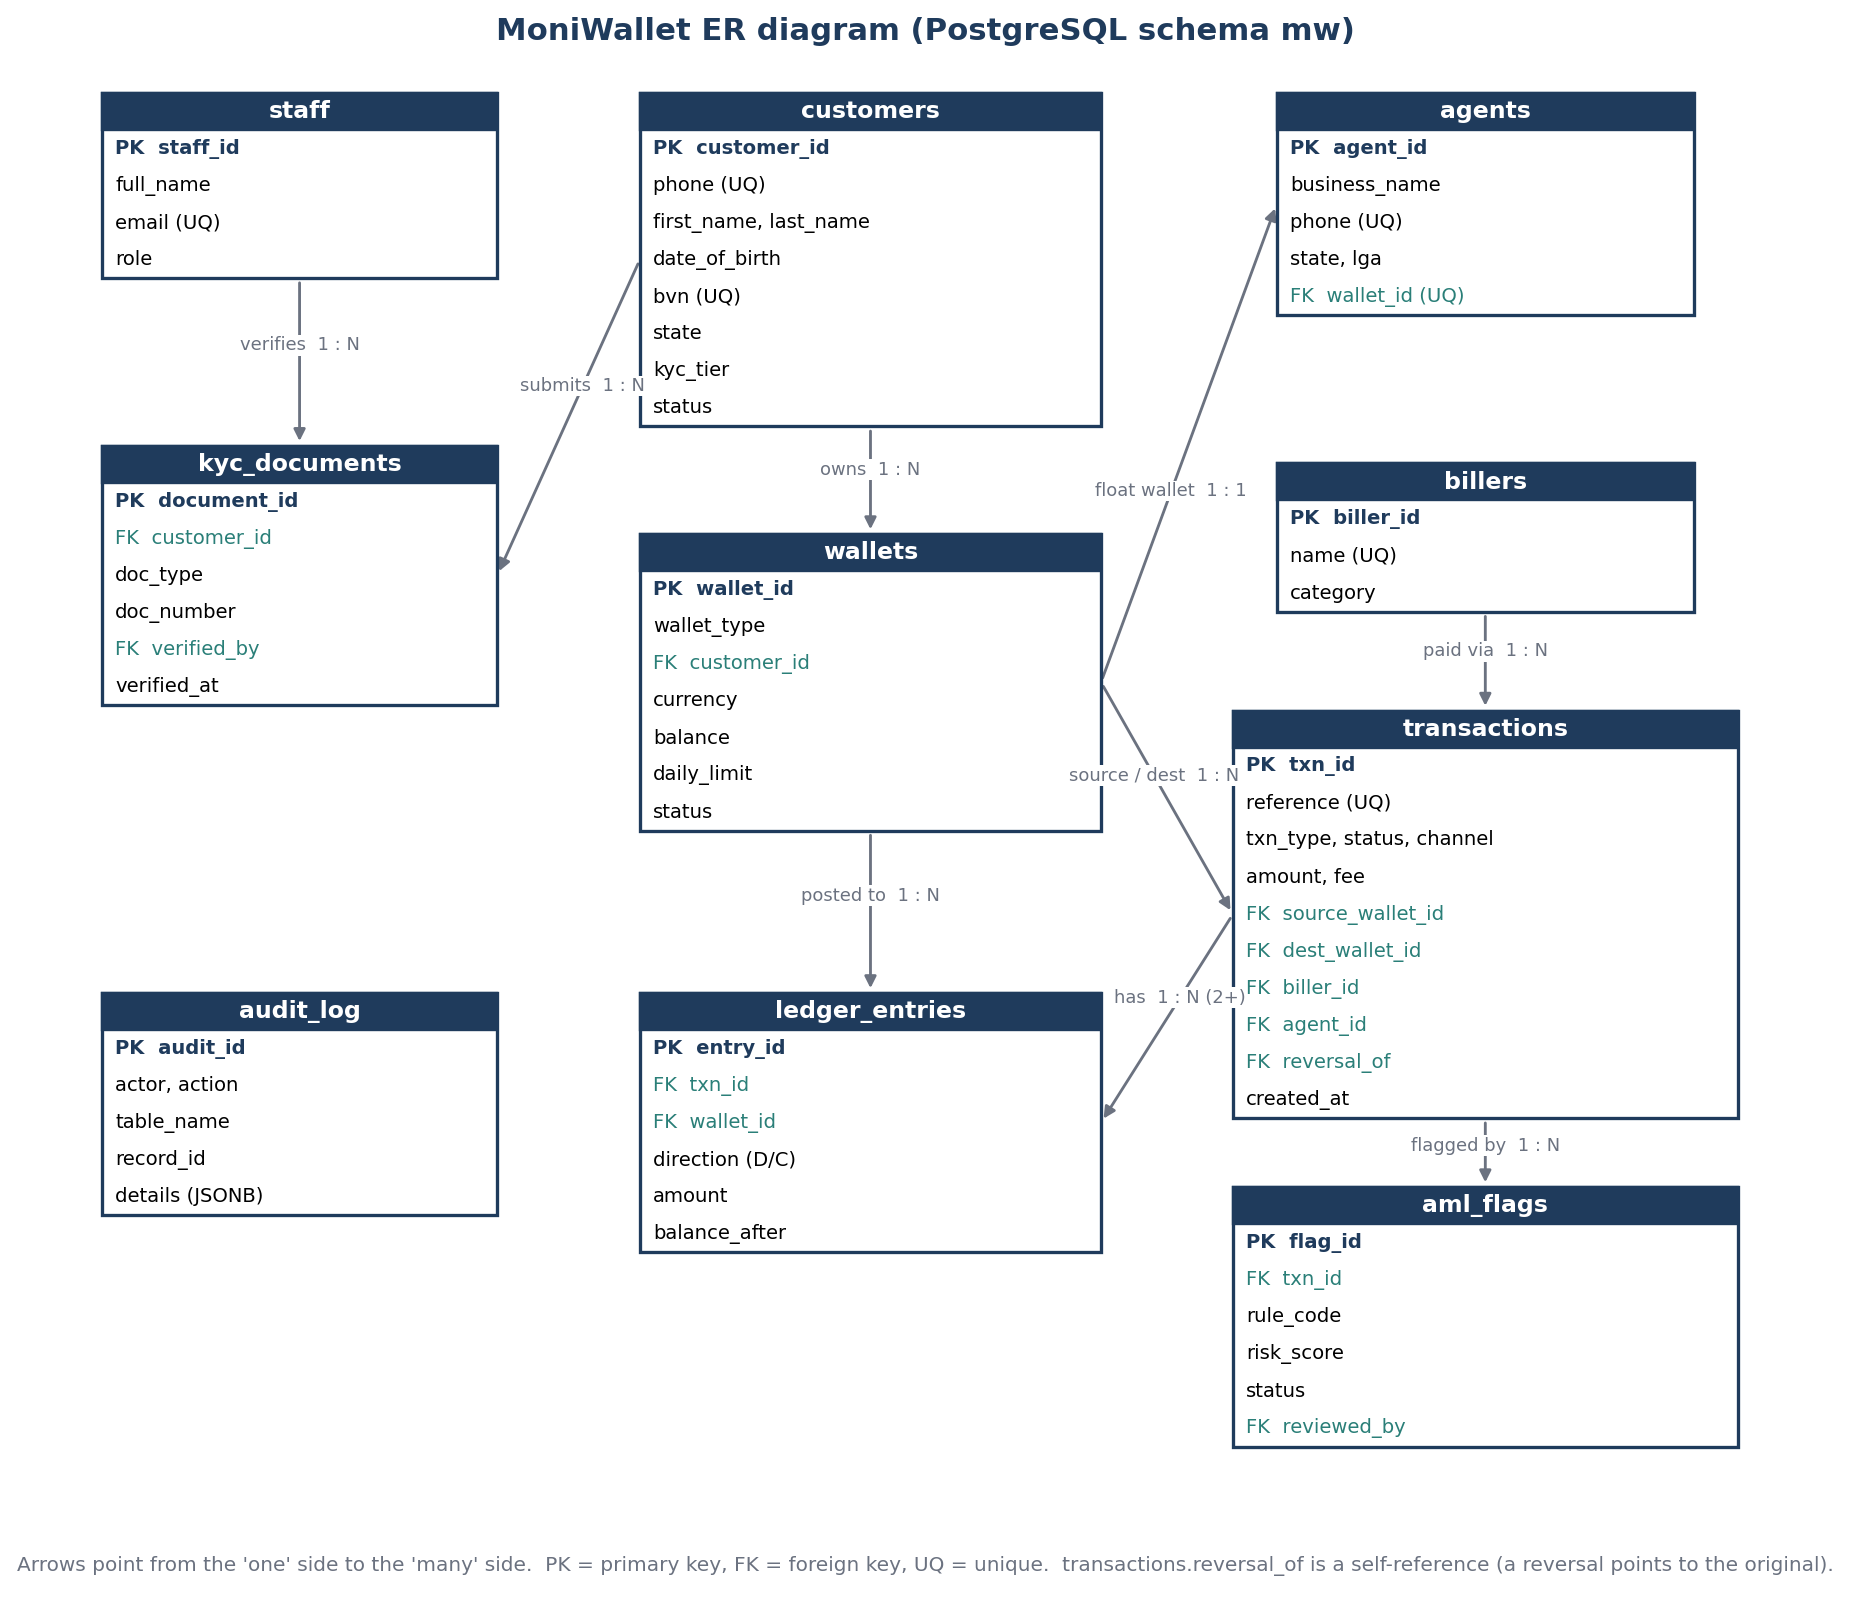 MoniWallet ER diagram (PostgreSQL schema mw)
staff
PK  staff_id
full_name
email (UQ)
role
customers
PK  customer_id
phone (UQ)
first_name, last_name
date_of_birth
bvn (UQ)
state
kyc_tier
status
agents
PK  agent_id
business_name
phone (UQ)
state, lga
FK  wallet_id (UQ)
verifies  1 : N
submits  1 : N
owns  1 : N
float wallet  1 : 1
kyc_documents
PK  document_id
FK  customer_id
doc_type
doc_number
FK  verified_by
verified_at
wallets
PK  wallet_id
wallet_type
FK  customer_id
currency
balance
daily_limit
status
billers
PK  biller_id
name (UQ)
category
paid via  1 : N
source / dest  1 : N
transactions
PK  txn_id
reference (UQ)
txn_type, status, channel
amount, fee
FK  source_wallet_id
FK  dest_wallet_id
FK  biller_id
FK  agent_id
FK  reversal_of
created_at
posted to  1 : N
has  1 : N (2+)
audit_log
PK  audit_id
actor, action
table_name
record_id
details (JSONB)
ledger_entries
PK  entry_id
FK  txn_id
FK  wallet_id
direction (D/C)
amount
balance_after
flagged by  1 : N
aml_flags
PK  flag_id
FK  txn_id
rule_code
risk_score
status
FK  reviewed_by
Arrows point from the 'one' side to the 'many' side.  PK = primary key, FK = foreign key, UQ = unique.  transactions.reversal_of is a self-reference (a reversal points to the original).